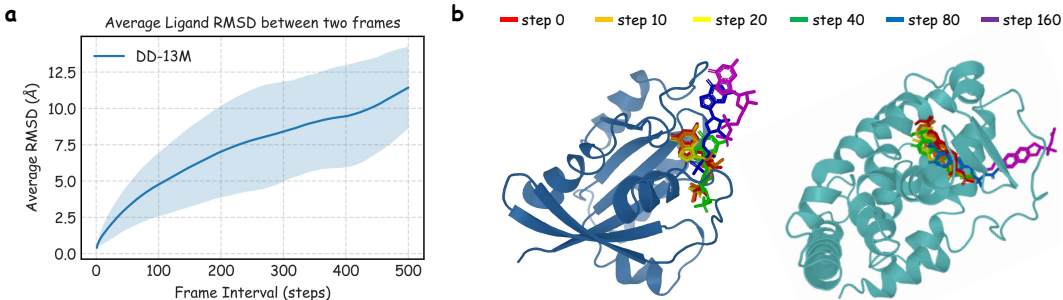 a
Average Ligand RMSD between two frames
DD-13M
Average RMSD (Å)
12.5
10.0
7.5
5.0
2.5
0.0
0 100 200 300 400 500
Frame Interval (steps)
b
step 0 step 10 step 20 step 40 step 80 step 160